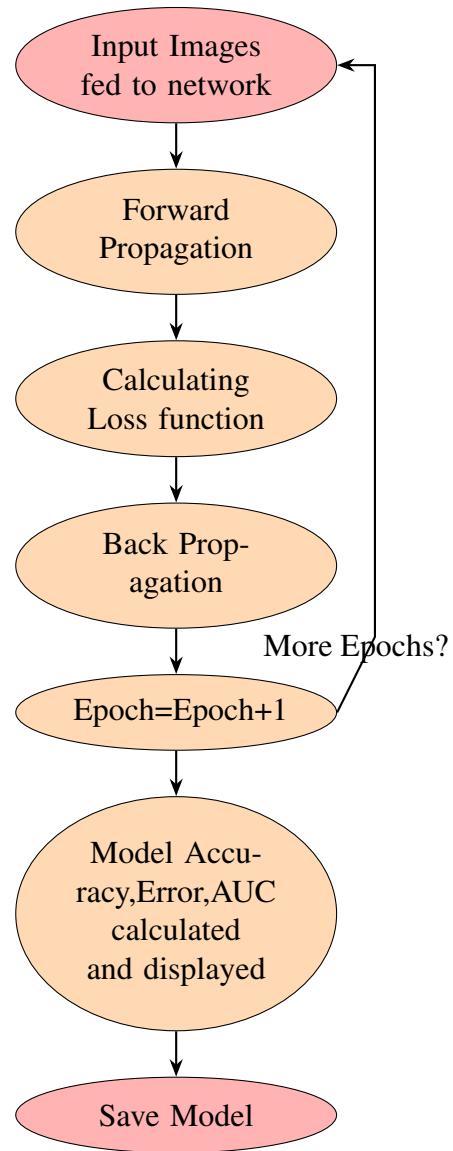 Input Images
fed to network
Forward
Propagation
Calculating
Loss function
Back Prop-
agation
More Epochs?
Epoch=Epoch+1
Model Accu-
racy,Error,AUC
calculated
and displayed
Save Model